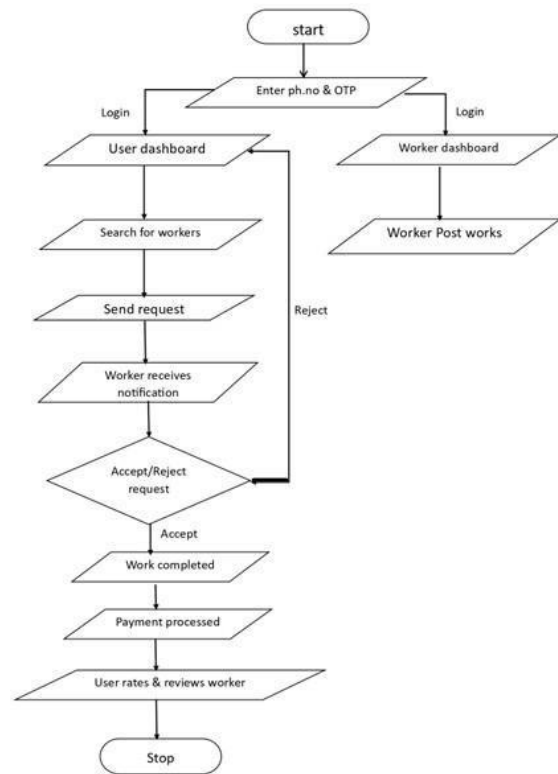 start
Enter ph.no & OTP
Login
Login
User dashboard
Worker dashboard
Search for workers
Worker Post works
Send request
Reject
Worker receives
notification
Accept/Reject
request
Accept
Work completed
Payment processed
User rates & reviews worker
Stop